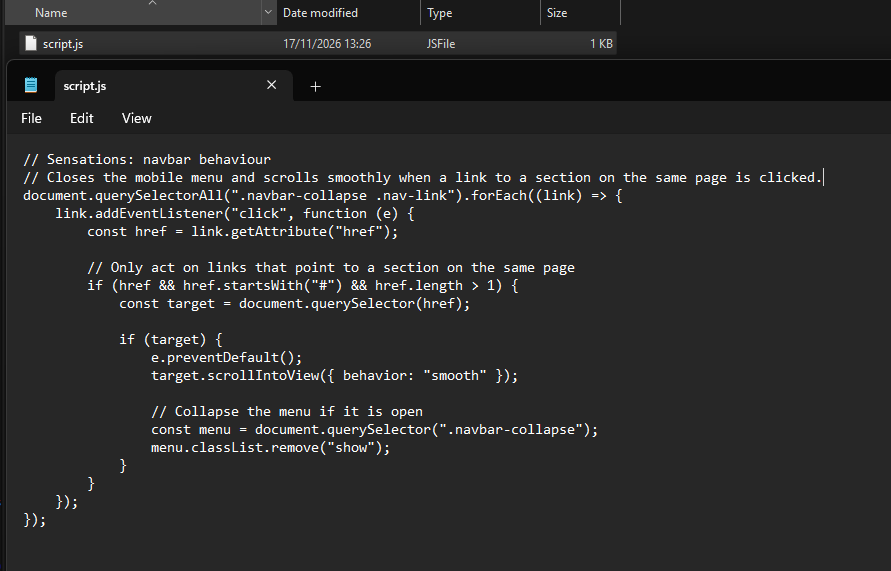 Name Date modified Type Size
script.js 17/11/2026 13:26 JSFile 1 KB
script.js
File Edit View
// Sensations: navbar behaviour
// Closes the mobile menu and scrolls smoothly when a link to a section on the same page is clicked.
document.querySelectorAll(".navbar-collapse .nav-link").forEach((link) => {
    link.addEventListener("click", function (e) {
        const href = link.getAttribute("href");

        // Only act on links that point to a section on the same page
        if (href && href.startsWith("#") && href.length > 1) {
            const target = document.querySelector(href);

            if (target) {
                e.preventDefault();
                target.scrollIntoView({ behavior: "smooth" });

                // Collapse the menu if it is open
                const menu = document.querySelector(".navbar-collapse");
                menu.classList.remove("show");
            }
        }
    });
});